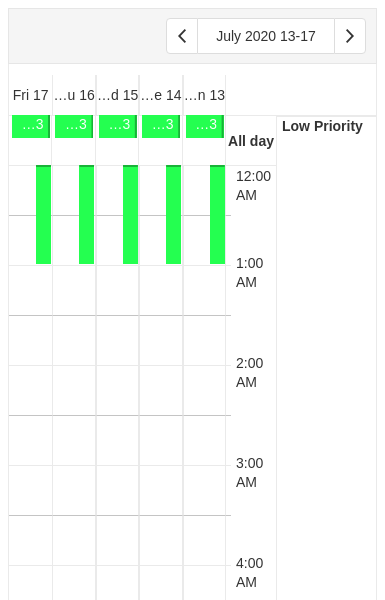 July 2020 13-17
Fri 17 …u 16 …d 15 …e 14 …n 13
…3 …3 …3 …3 …3
All day
Low Priority
12:00
AM
1:00
AM
2:00
AM
3:00
AM
4:00
AM